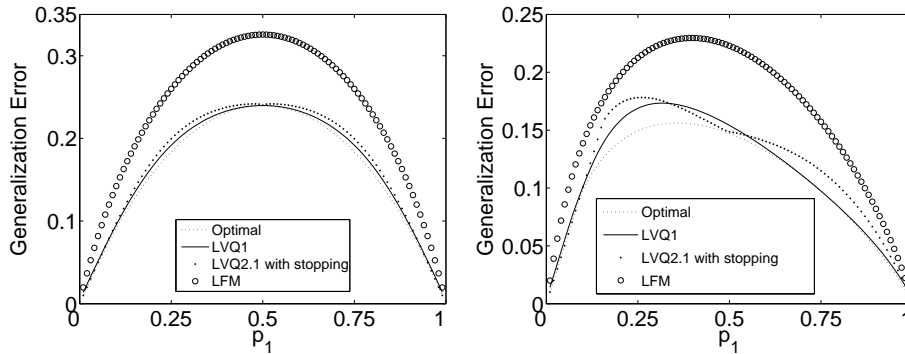 Generalization Error
0.35
0.3
0.2
0.1
0
0
0.25
0.5
0.75
1
p1
Optimal
LVQ1
LVQ2.1 with stopping
LFM
Generalization Error
0.25
0.2
0.15
0.1
0.05
0
0
0.25
0.5
0.75
1
p1
Optimal
LVQ1
LVQ2.1 with stopping
LFM